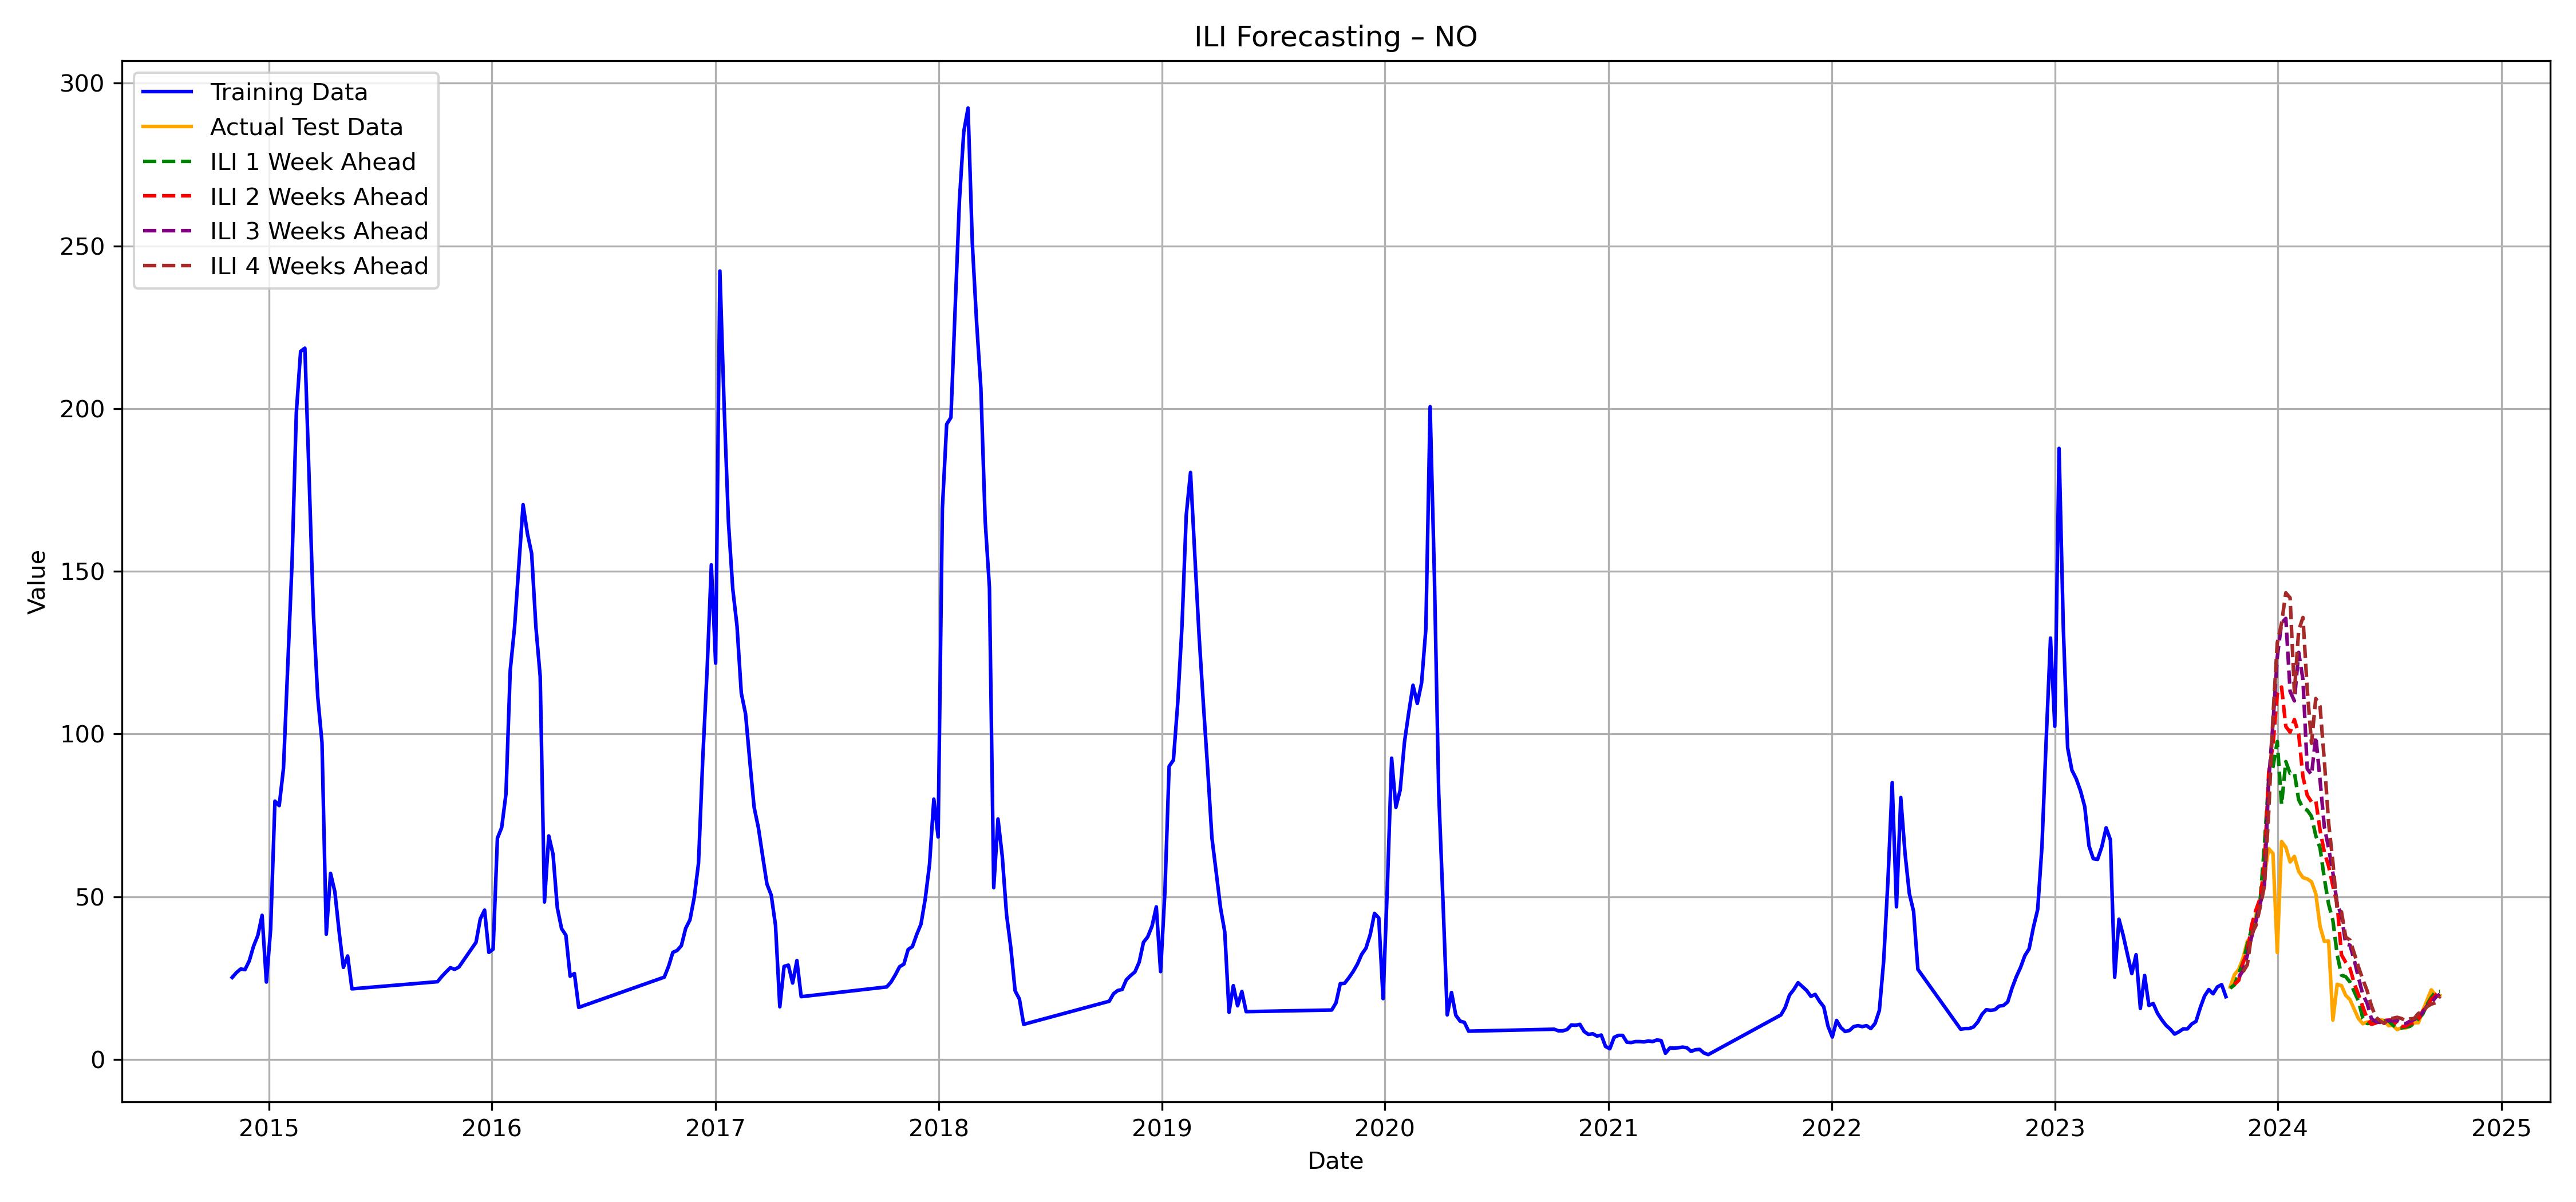 ILI Forecasting – NO
Training Data
Actual Test Data
ILI 1 Week Ahead
ILI 2 Weeks Ahead
ILI 3 Weeks Ahead
ILI 4 Weeks Ahead
300
250
200
150
100
50
0
Value
2015 2016 2017 2018 2019 2020 2021 2022 2023 2024 2025
Date